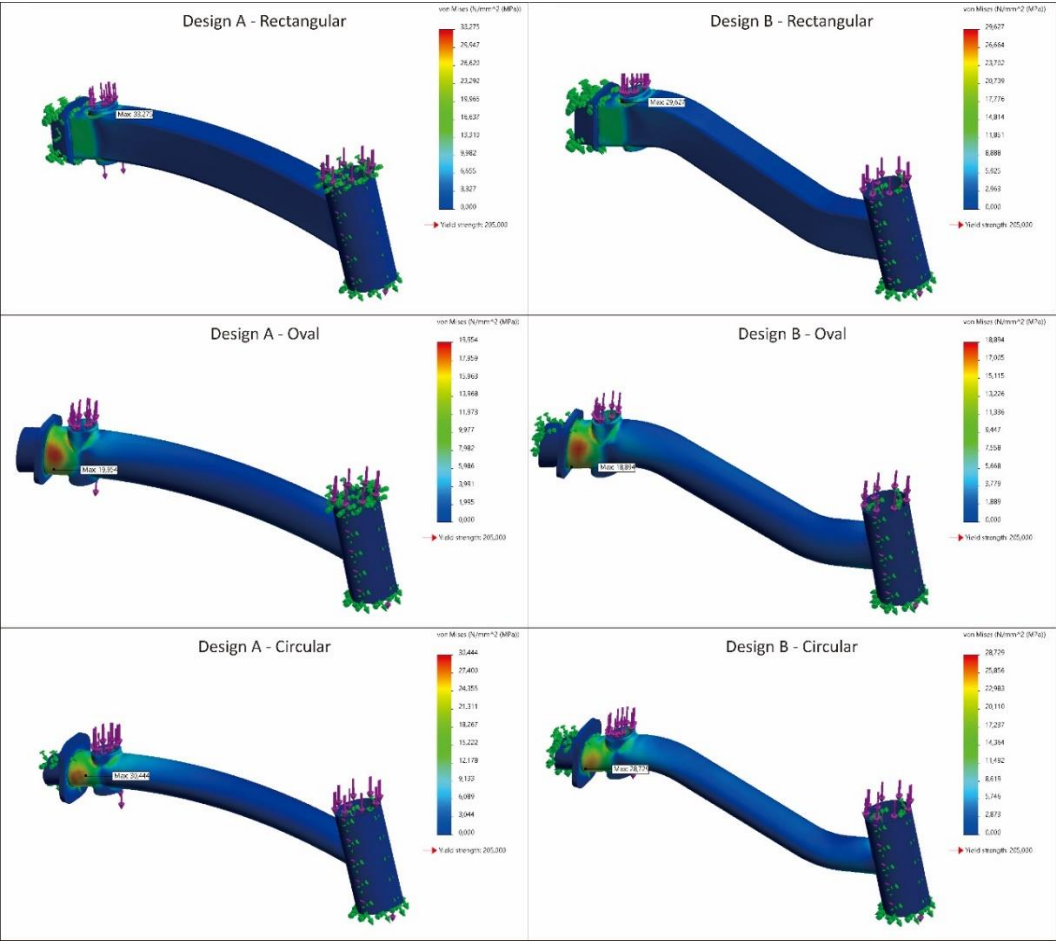 Design A - Rectangular
von Mises (N/mm^2 (MPa))
33,275
29,947
26,620
23,292
19,965
16,637
13,310
9,982
6,655
3,327
0,000
Yield strength: 205,000
Max: 33,275
Design B - Rectangular
von Mises (N/mm^2 (MPa))
29,627
26,664
23,702
20,739
17,776
14,814
11,851
8,888
5,925
2,963
0,000
Yield strength: 205,000
Max: 29,627
Design A - Oval
von Mises (N/mm^2 (MPa))
19,954
17,959
15,963
13,968
11,973
9,977
7,982
5,986
3,991
1,995
0,000
Yield strength: 205,000
Max: 19,954
Design B - Oval
von Mises (N/mm^2 (MPa))
18,894
17,005
15,115
13,226
11,336
9,447
7,558
5,668
3,779
1,889
0,000
Yield strength: 205,000
Max: 18,894
Design A - Circular
von Mises (N/mm^2 (MPa))
30,444
27,400
24,355
21,311
18,267
15,222
12,178
9,133
6,089
3,044
0,000
Yield strength: 205,000
Max: 30,444
Design B - Circular
von Mises (N/mm^2 (MPa))
28,729
25,856
22,983
20,110
17,237
14,364
11,492
8,619
5,746
2,873
0,000
Yield strength: 205,000
Max: 28,729